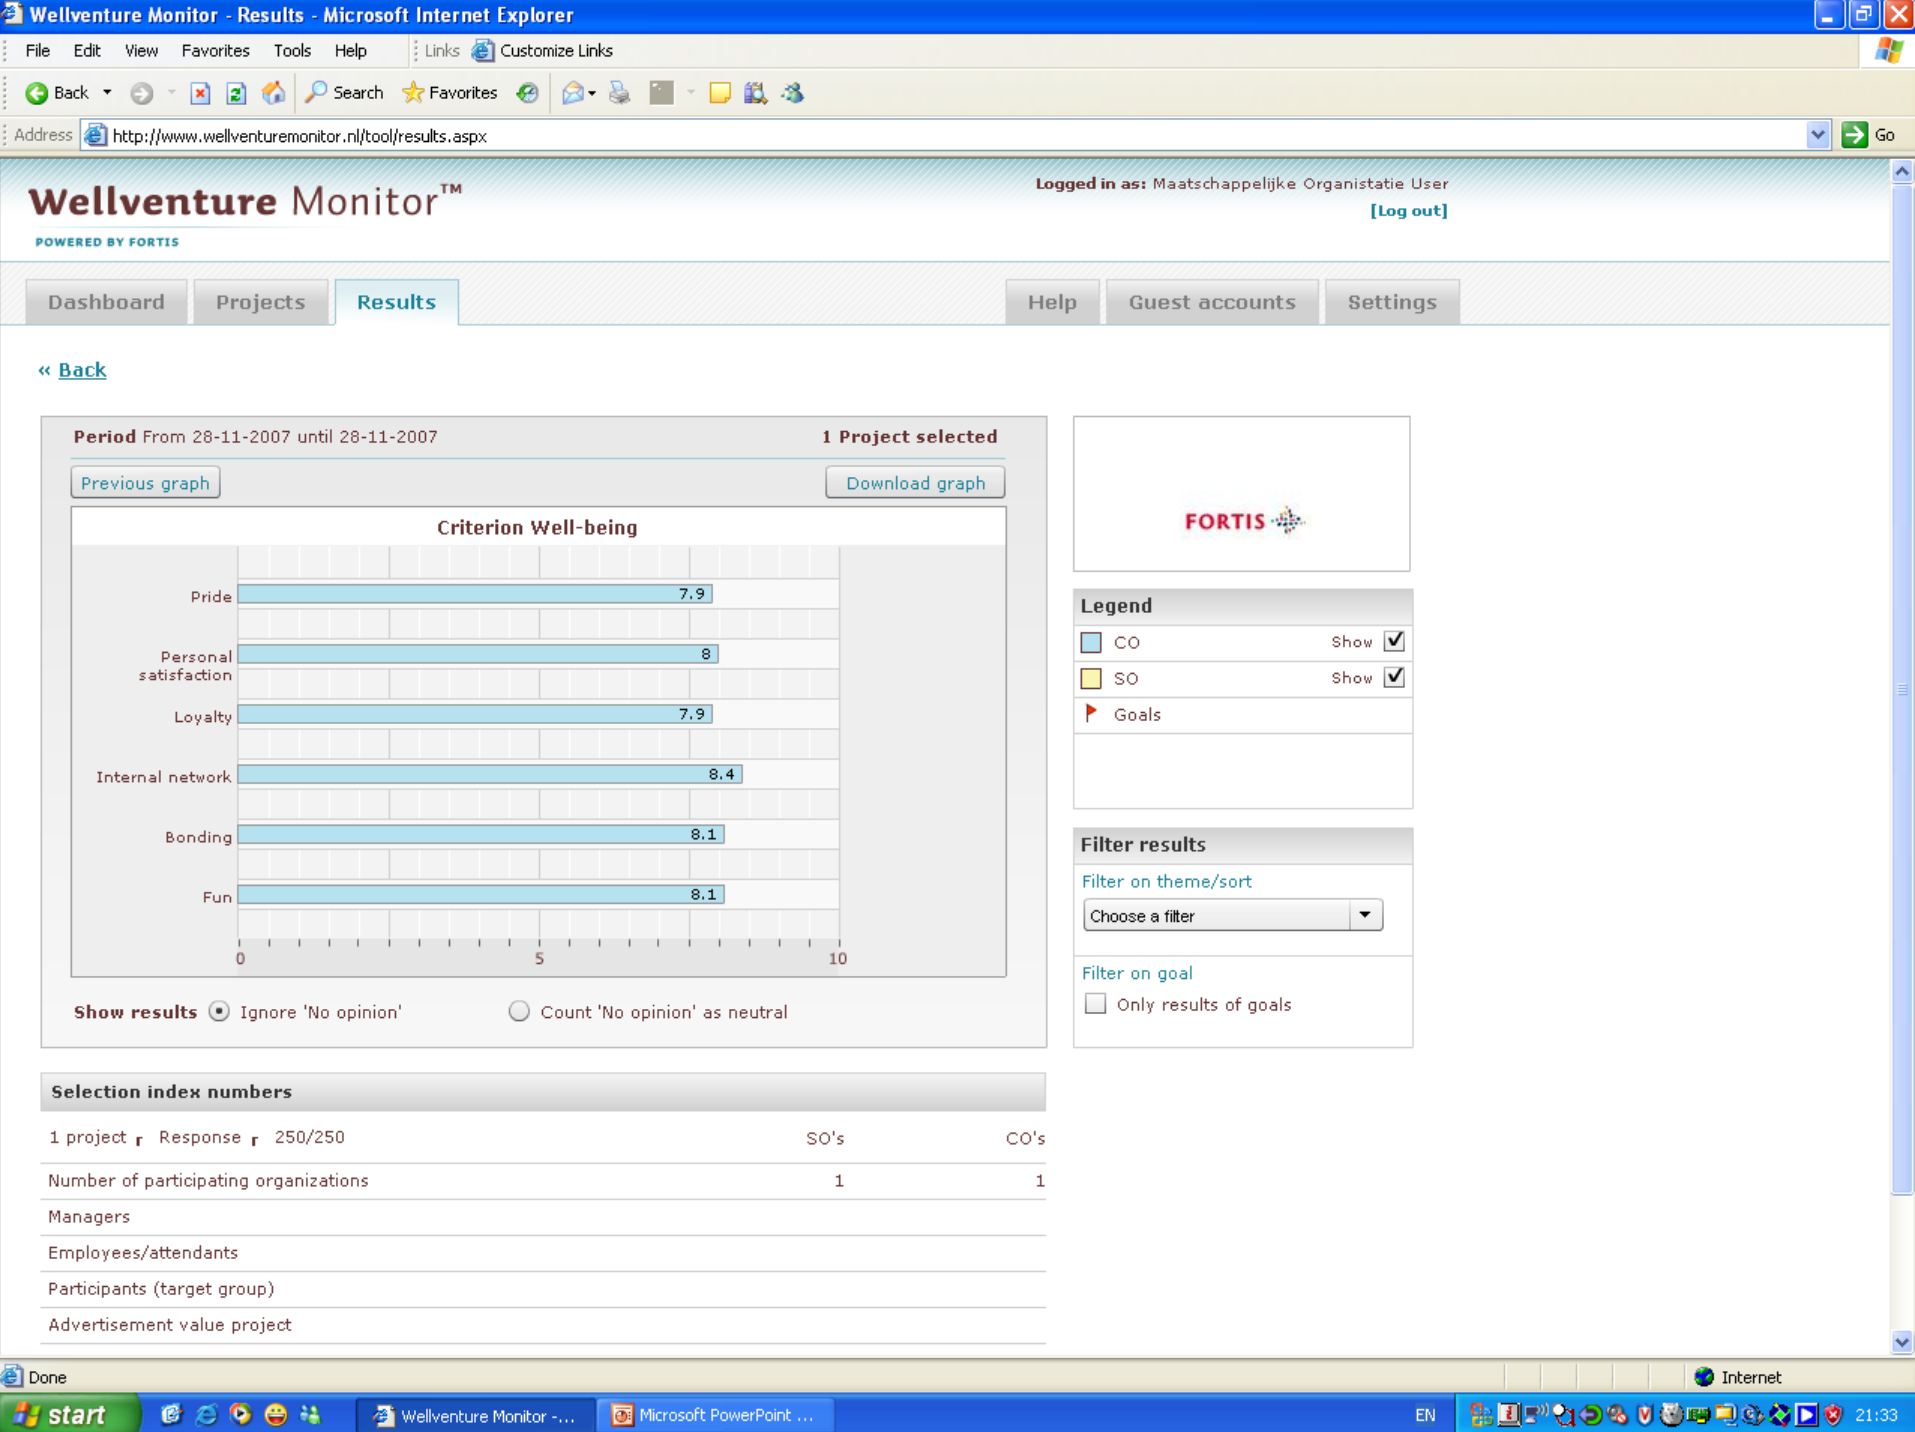 Wellventure Monitor - Results - Microsoft Internet Explorer
File Edit View Favorites Tools Help Links Customize Links
Back Search Favorites
Address http://www.wellventuremonitor.nl/tool/results.aspx Go
Wellventure Monitor™
POWERED BY FORTIS
Logged in as: Maatschappelijke Organistatie User
[Log out]
Dashboard Projects Results Help Guest accounts Settings
« Back
Period From 28-11-2007 until 28-11-2007 1 Project selected
Previous graph Download graph
Criterion Well-being
Pride 7.9
Personal satisfaction 8
Loyalty 7.9
Internal network 8.4
Bonding 8.1
Fun 8.1
0 5 10
Show results Ignore 'No opinion' Count 'No opinion' as neutral
FORTIS
Legend
CO Show
SO Show
Goals
Filter results
Filter on theme/sort
Choose a filter
Filter on goal
Only results of goals
Selection index numbers
1 project r Response r 250/250 SO's CO's
Number of participating organizations 1 1
Managers
Employees/attendants
Participants (target group)
Advertisement value project
Done Internet
start Wellventure Monitor -... Microsoft PowerPoint ... EN 21:33